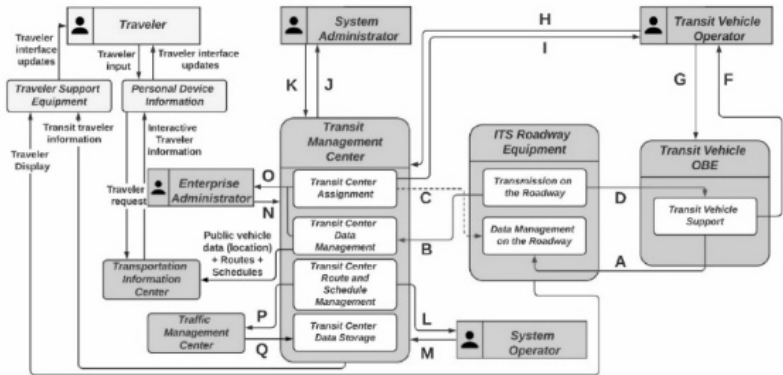 Traveler
System
Administrator
Transit Vehicle
Operator
Traveler
interface
updates
Traveler
input
Traveler interface
updates
H
I
K
J
G
F
Traveler Support
Equipment
Personal Device
Information
Traveler
Display
Transit traveler
information
Interactive
Traveler
information
Traveler
request
Transit
Management
Center
ITS Roadway
Equipment
Transit Vehicle
OBE
Enterprise
Administrator
O
N
Transit Center
Assignment
C
Transmission on
the Roadway
D
Transit Vehicle
Support
Transit Center
Data
Management
B
Data Management
on the Roadway
A
Public vehicle
data (location)
+ Routes +
Schedules
Transportation
Information
Center
Transit Center
Route and
Schedule
Management
P
L
Traffic
Management
Center
Q
Transit Center
Data Storage
M
System
Operator